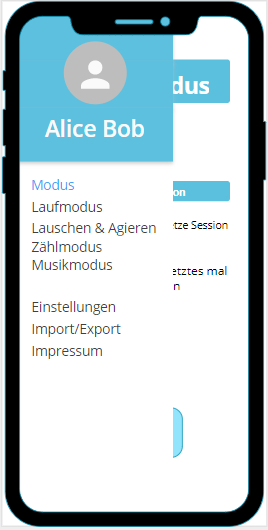 Alice Bob
dus
Modus
Laufmodus
Lauschen & Agieren
Zählmodus
Musikmodus
Einstellungen
Import/Export
Impressum
on
tze Session
etztes mal
n